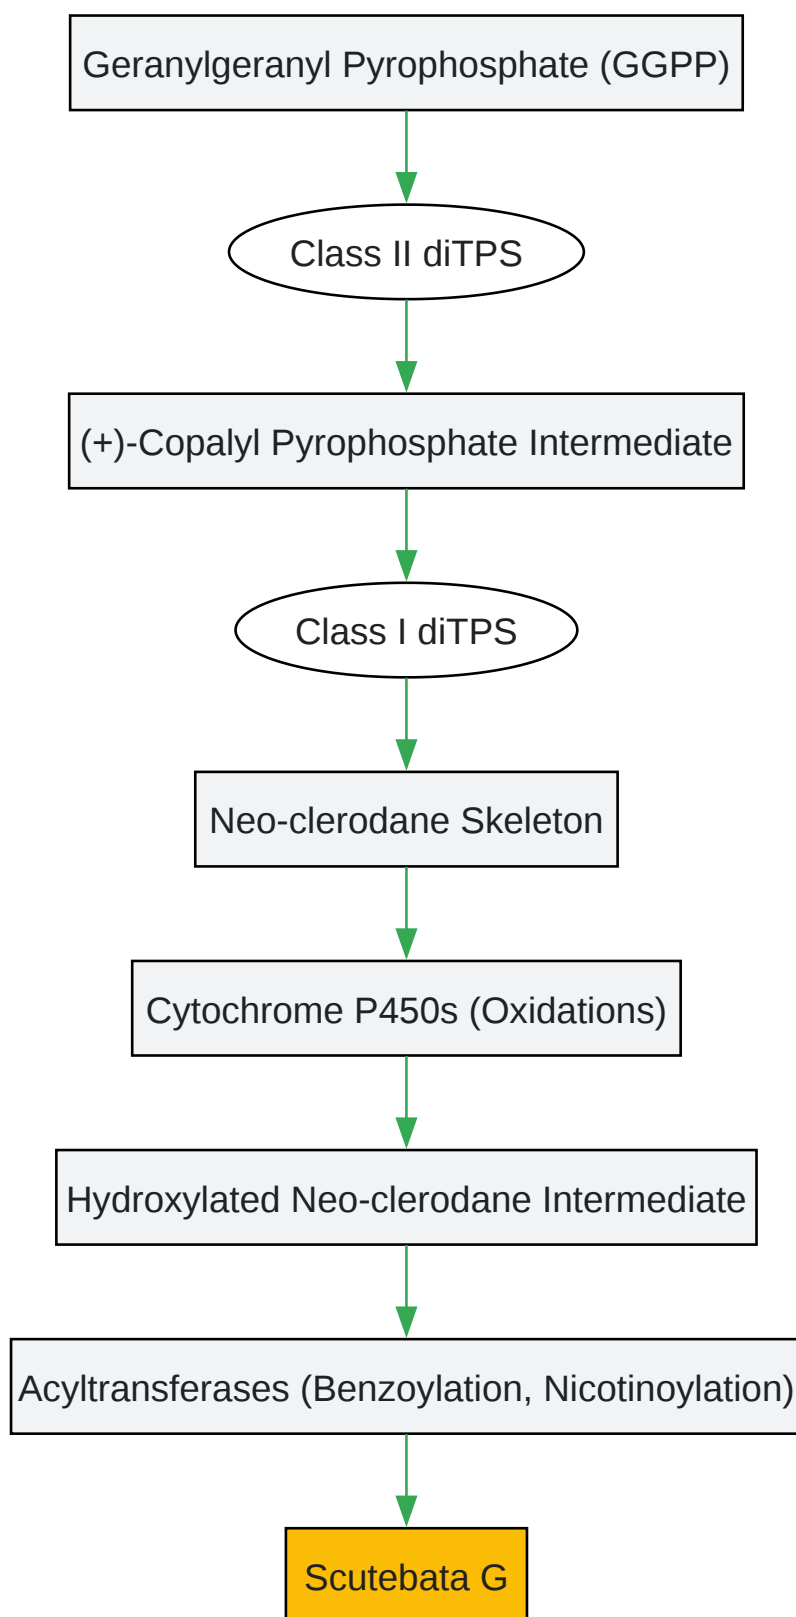 Geranylgeranyl Pyrophosphate (GGPP)
Class II diTPS
(+)-Copalyl Pyrophosphate Intermediate
Class I diTPS
Neo-clerodane Skeleton
Cytochrome P450s (Oxidations)
Hydroxylated Neo-clerodane Intermediate
Acyltransferases (Benzoylation, Nicotinoylation)
Scutebata G